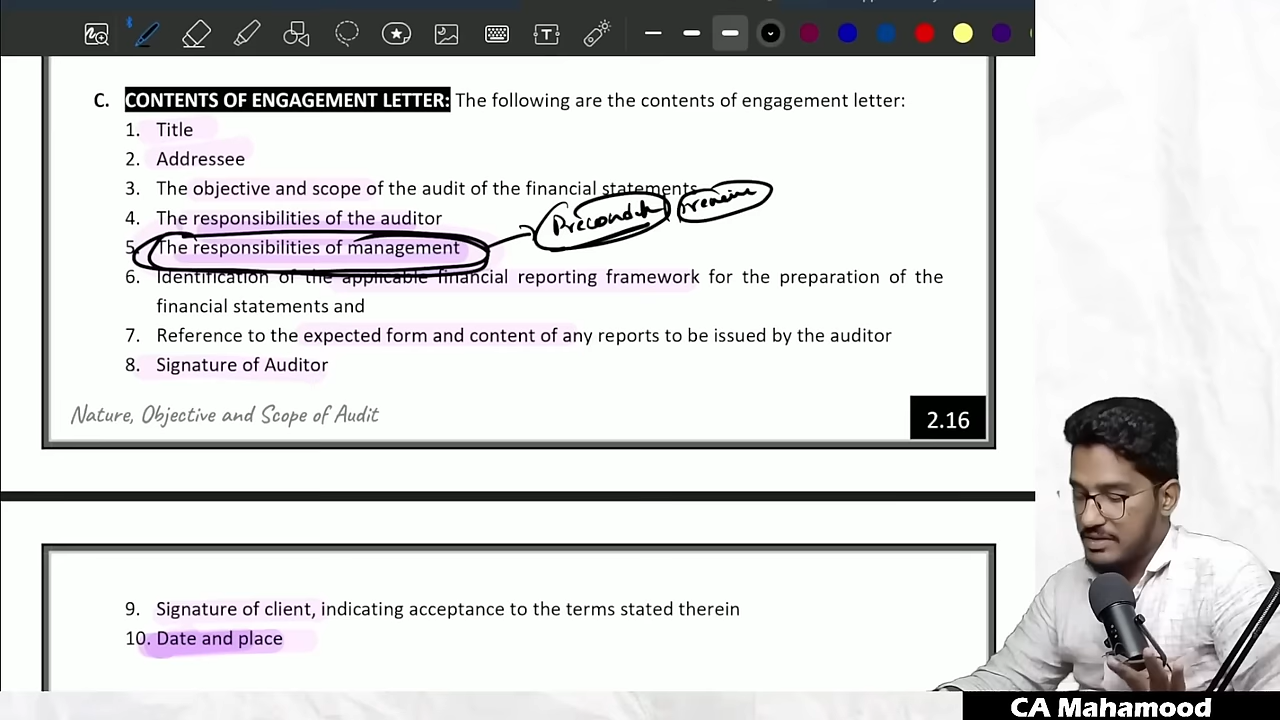 C. CONTENTS OF ENGAGEMENT LETTER: The following are the contents of engagement letter:
1. Title
2. Addressee
3. The objective and scope of the audit of the financial statements
4. The responsibilities of the auditor
Precondit
5. The responsibilities of management
6. Identification of the applicable financial reporting framework for the preparation of the
financial statements and
7. Reference to the expected form and content of any reports to be issued by the auditor
8. Signature of Auditor
Nature, Objective and Scope of Audit
2.16
9. Signature of client, indicating acceptance to the terms stated therein
10. Date and place
CA Mahamood